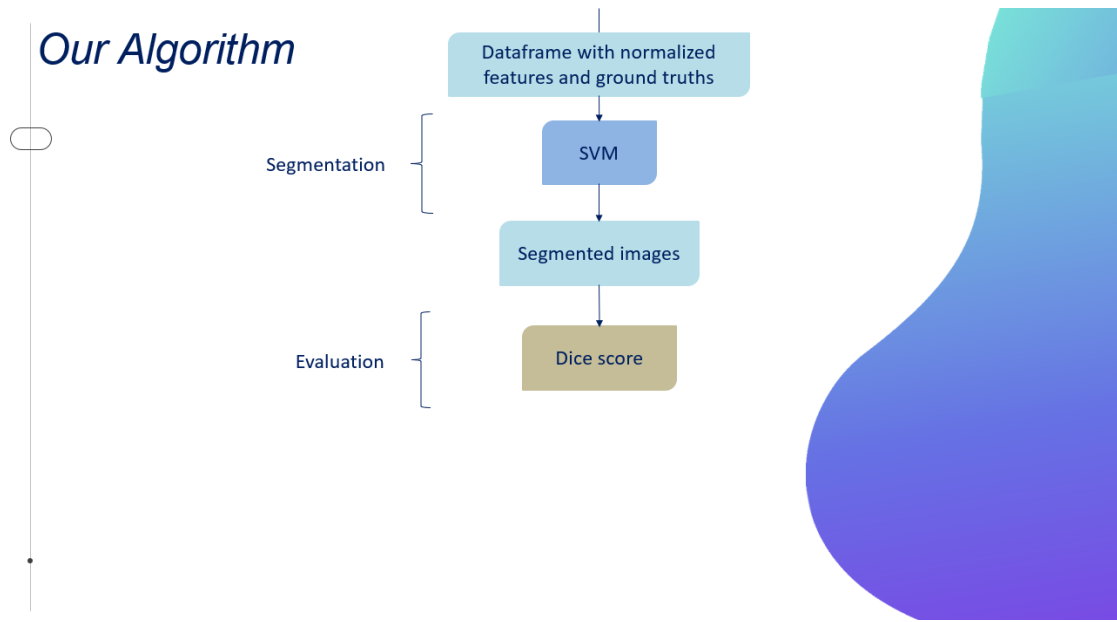 Our Algorithm
Dataframe with normalized
features and ground truths
Segmentation
SVM
Segmented images
Evaluation
Dice score